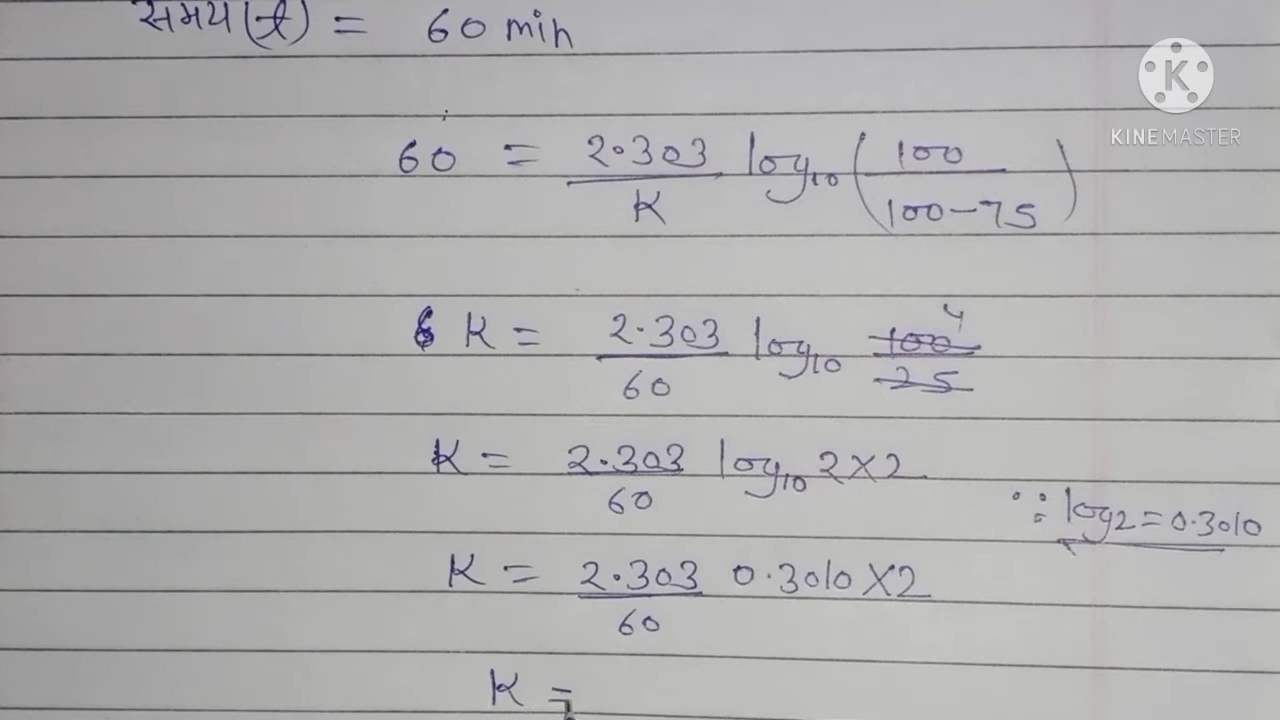 समय(t) = 60 min
KINEMASTER
60 = 2.303/K log10 (100/100-75)
K = 2.303/60 log10 100/25 4
K = 2.303/60 log10 2×2
∵ log2 = 0.3010
K = 2.303/60 0.3010×2
K =